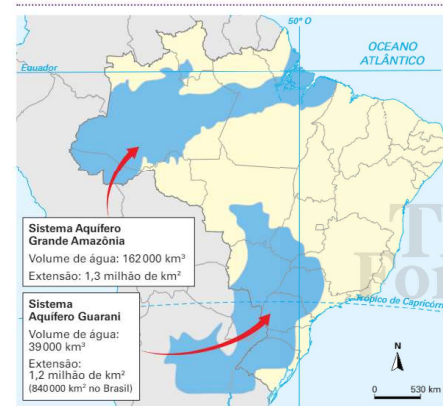 50° O
OCEANO
ATLÂNTICO
Equador
Sistema Aquífero
Grande Amazônia
Volume de água: 162 000 km³
Extensão: 1,3 milhão de km²
Sistema
Aquífero Guarani
Volume de água:
39 000 km³
Extensão:
1,2 milhão de km²
(840 000 km² no Brasil)
Trópico de Capricórn
N
0 530 km